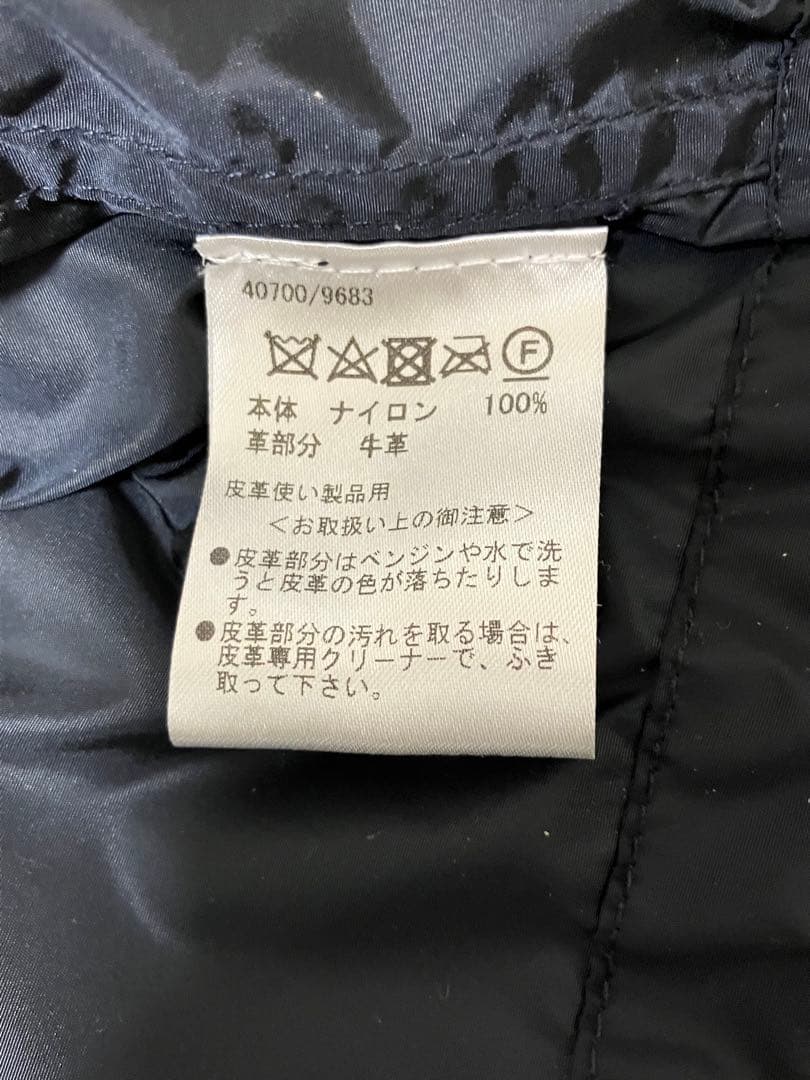 40700/9683
F
本体 ナイロン 100%
革部分 牛革
皮革使い製品用
<お取扱い上の御注意>
●皮革部分はベンジンや水で洗
うと皮革の色が落ちたりしま
す。
●皮革部分の汚れを取る場合は、
皮革専用クリーナーで、ふき
取って下さい。